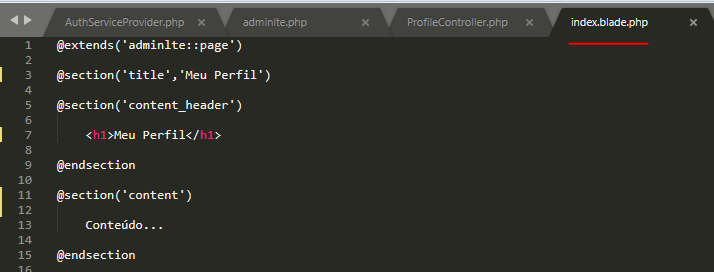 AuthServiceProvider.php × adminlte.php × ProfileController.php × index.blade.php ×
1 @extends('adminlte::page')
2
3 @section('title','Meu Perfil')
4
5 @section('content_header')
6
7 <h1>Meu Perfil</h1>
8
9 @endsection
10
11 @section('content')
12
13 Conteúdo...
14
15 @endsection
16